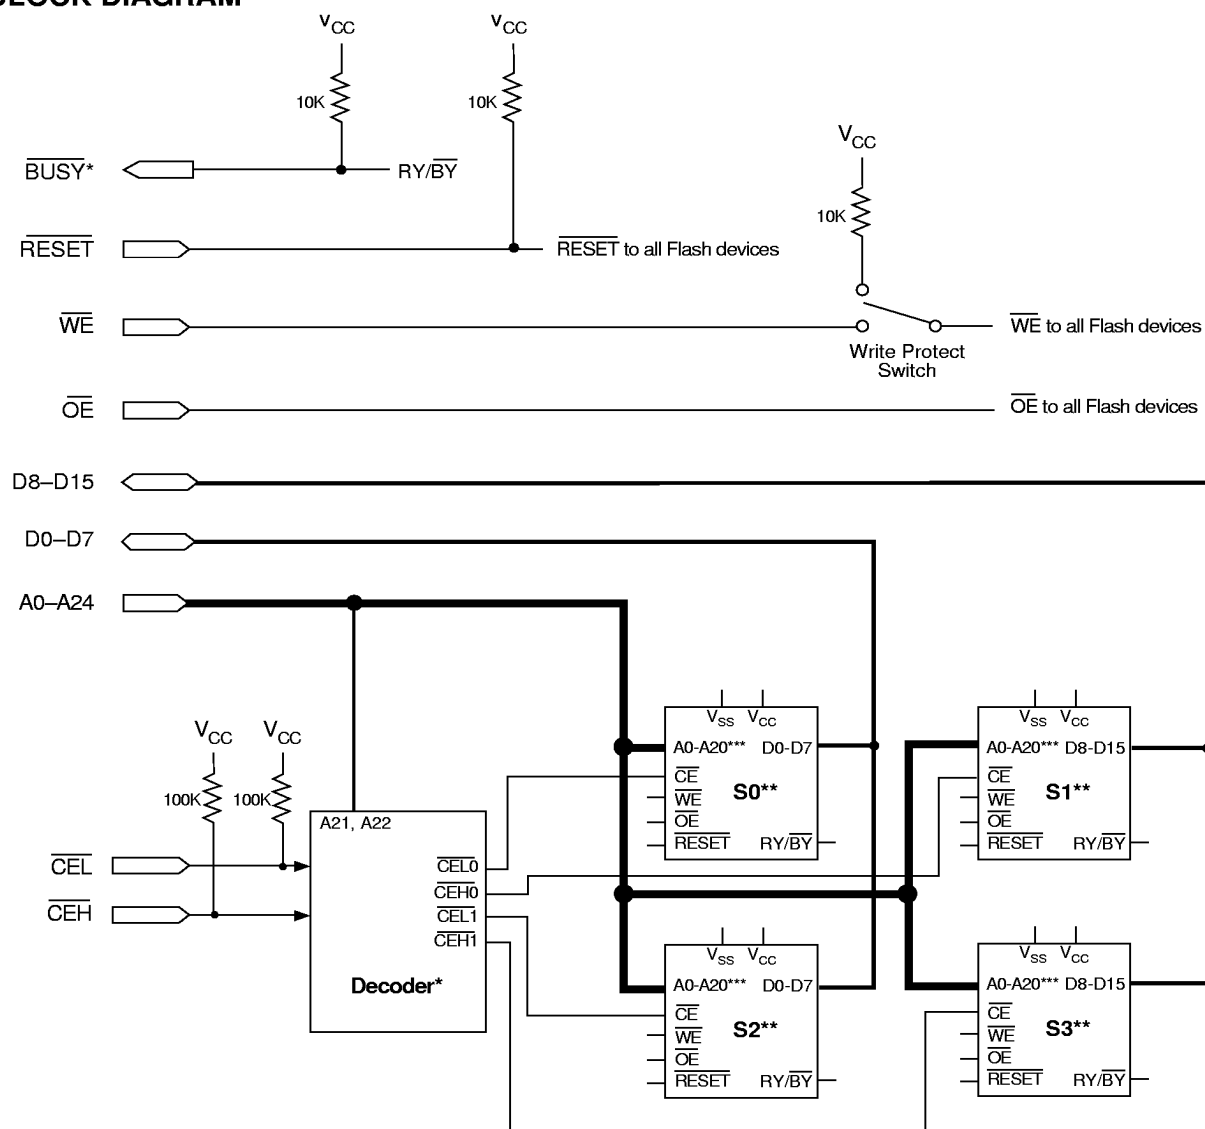 BLOCK DIAGRAM
VCC VCC
10K 10K
VCC
BUSY* RY/BY
10K
RESET RESET to all Flash devices
WE WE to all Flash devices
Write Protect
Switch
OE OE to all Flash devices
D8–D15
D0–D7
A0–A24
VSS VCC VSS VCC
VCC VCC
A0-A20*** D0-D7 A0-A20*** D8-D15
CE CE
S0** S1**
WE WE
100K 100K
A21, A22
OE OE
RESET RY/BY RESET RY/BY
CEL CEL0
CEH0
CEH CEL1
CEH1
VSS VCC VSS VCC
Decoder* A0-A20*** D0-D7 A0-A20*** D8-D15
CE CE
S2** S3**
WE WE
OE OE
RESET RY/BY RESET RY/BY